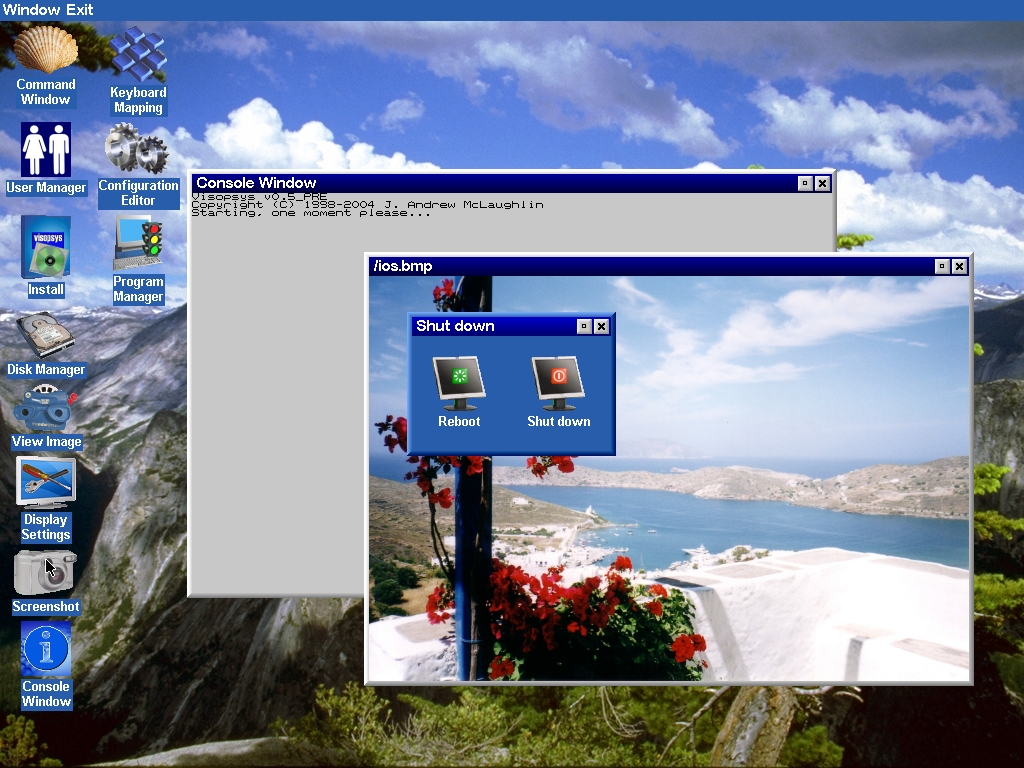 Window Exit
Command
Window
Keyboard
Mapping
User Manager
Configuration
Editor
visopsys
Install
Program
Manager
Disk Manager
View Image
Display
Settings
Screenshot
Console
Window
Console Window
Visopsys v0.5_PRE
Copyright (C) 1998-2004 J. Andrew McLaughlin
Starting, one moment please...
/ios.bmp
Shut down
Reboot
Shut down